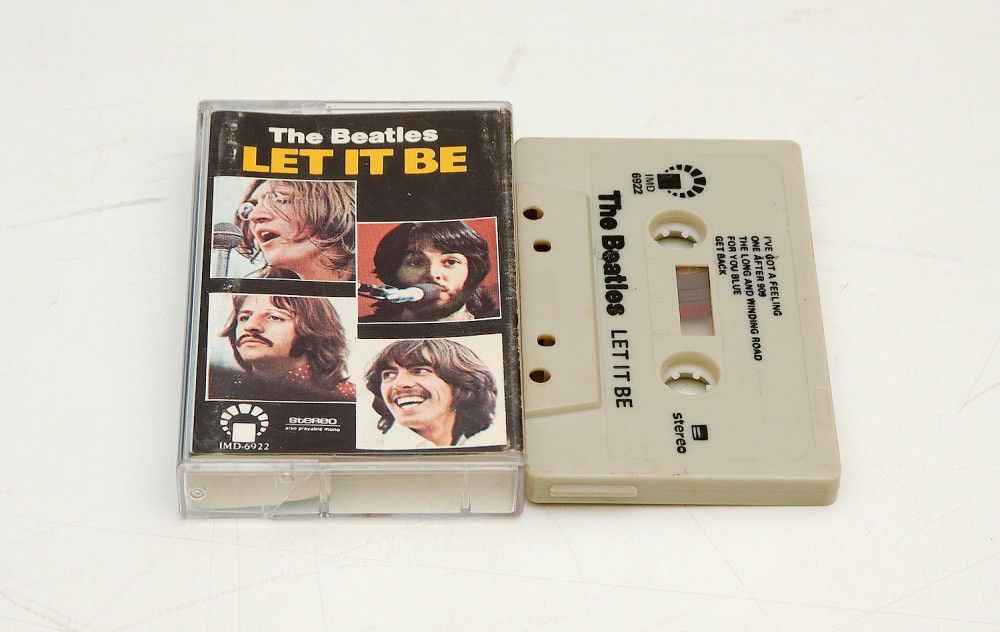 The Beatles
LET IT BE
stereo
also playable mono
IMD-6922
IMD
6922
The Beatles LET IT BE
I'VE GOT A FEELING
ONE AFTER 909
THE LONG AND WINDING ROAD
FOR YOU BLUE
GET BACK
stereo